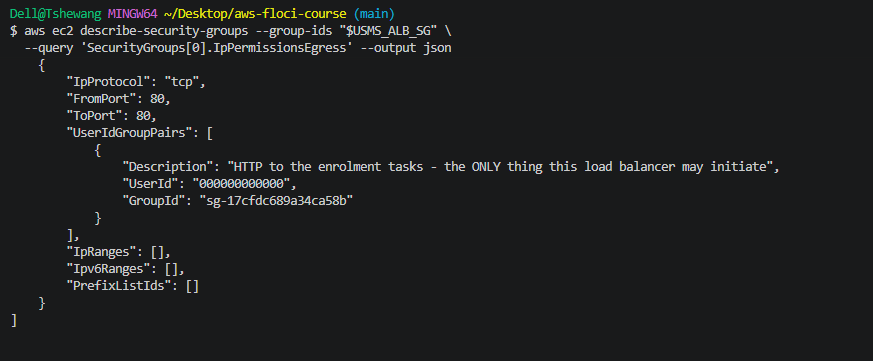 Dell@Tshewang MINGW64 ~/Desktop/aws-floci-course (main)
$ aws ec2 describe-security-groups --group-ids "$USMS_ALB_SG" \
  --query 'SecurityGroups[0].IpPermissionsEgress' --output json
    {
        "IpProtocol": "tcp",
        "FromPort": 80,
        "ToPort": 80,
        "UserIdGroupPairs": [
            {
                "Description": "HTTP to the enrolment tasks - the ONLY thing this load balancer may initiate",
                "UserId": "000000000000",
                "GroupId": "sg-17cfdc689a34ca58b"
            }
        ],
        "IpRanges": [],
        "Ipv6Ranges": [],
        "PrefixListIds": []
    }
]